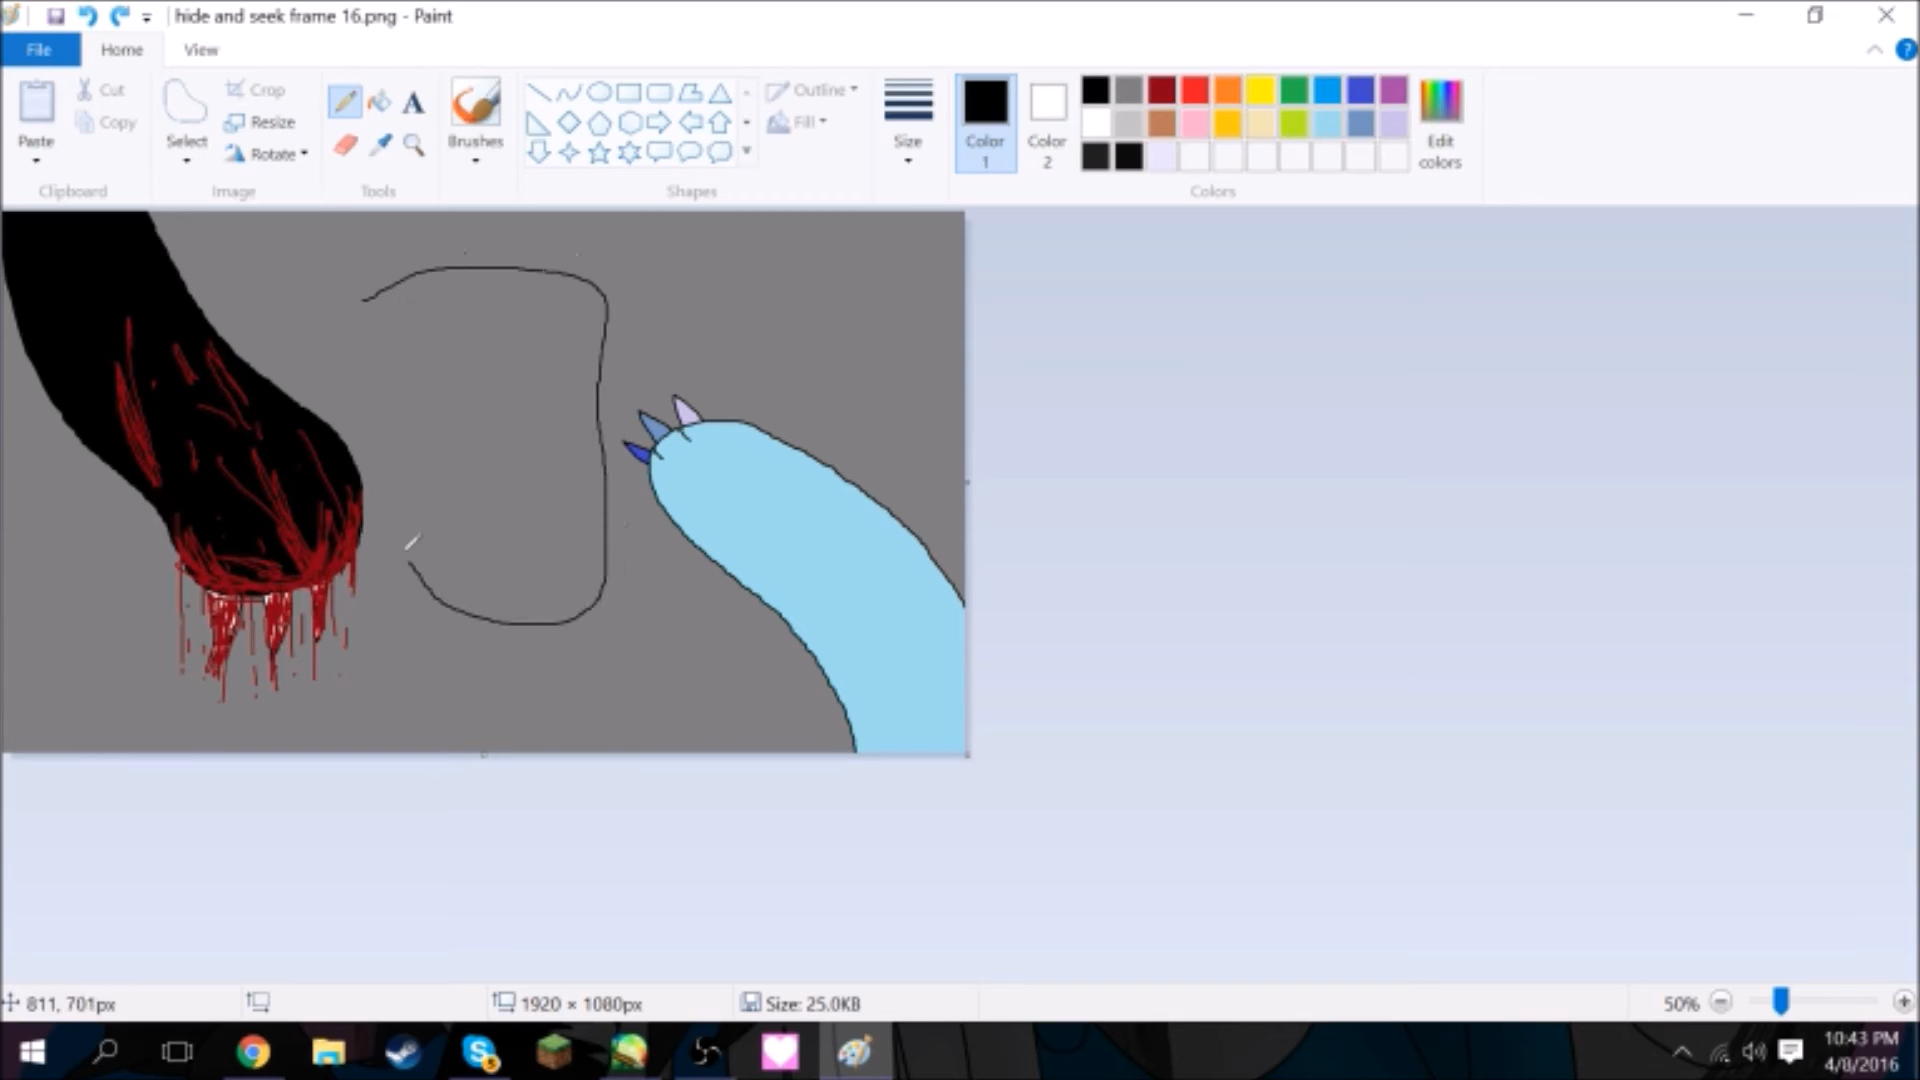 hide and seek frame 16.png - Paint
File Home View
Paste Cut Copy Clipboard
Select Crop Resize Rotate Image
A
Tools
Brushes
Shapes
Outline Fill
Size
Color 1
Color 2
Edit colors
Colors
811, 701px
1920 × 1080px
Size: 25.0KB
50%
5
10:43 PM
4/8/2016